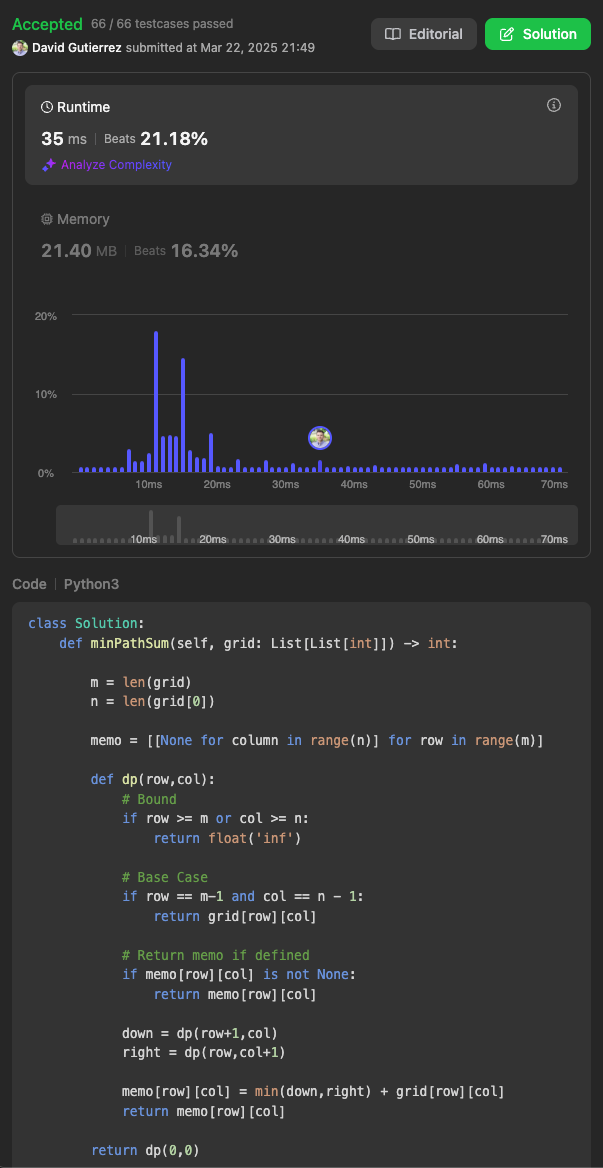 Accepted 66 / 66 testcases passed
David Gutierrez submitted at Mar 22, 2025 21:49
Editorial
Solution
Runtime
35 ms | Beats 21.18%
Analyze Complexity
Memory
21.40 MB | Beats 16.34%
20%
10%
0%
10ms 20ms 30ms 40ms 50ms 60ms 70ms
10ms 20ms 30ms 40ms 50ms 60ms 70ms
Code | Python3
class Solution:
    def minPathSum(self, grid: List[List[int]]) -> int:

        m = len(grid)
        n = len(grid[0])

        memo = [[None for column in range(n)] for row in range(m)]

        def dp(row,col):
            # Bound
            if row >= m or col >= n:
                return float('inf')

            # Base Case
            if row == m-1 and col == n - 1:
                return grid[row][col]

            # Return memo if defined
            if memo[row][col] is not None:
                return memo[row][col]

            down = dp(row+1,col)
            right = dp(row,col+1)

            memo[row][col] = min(down,right) + grid[row][col]
            return memo[row][col]

        return dp(0,0)